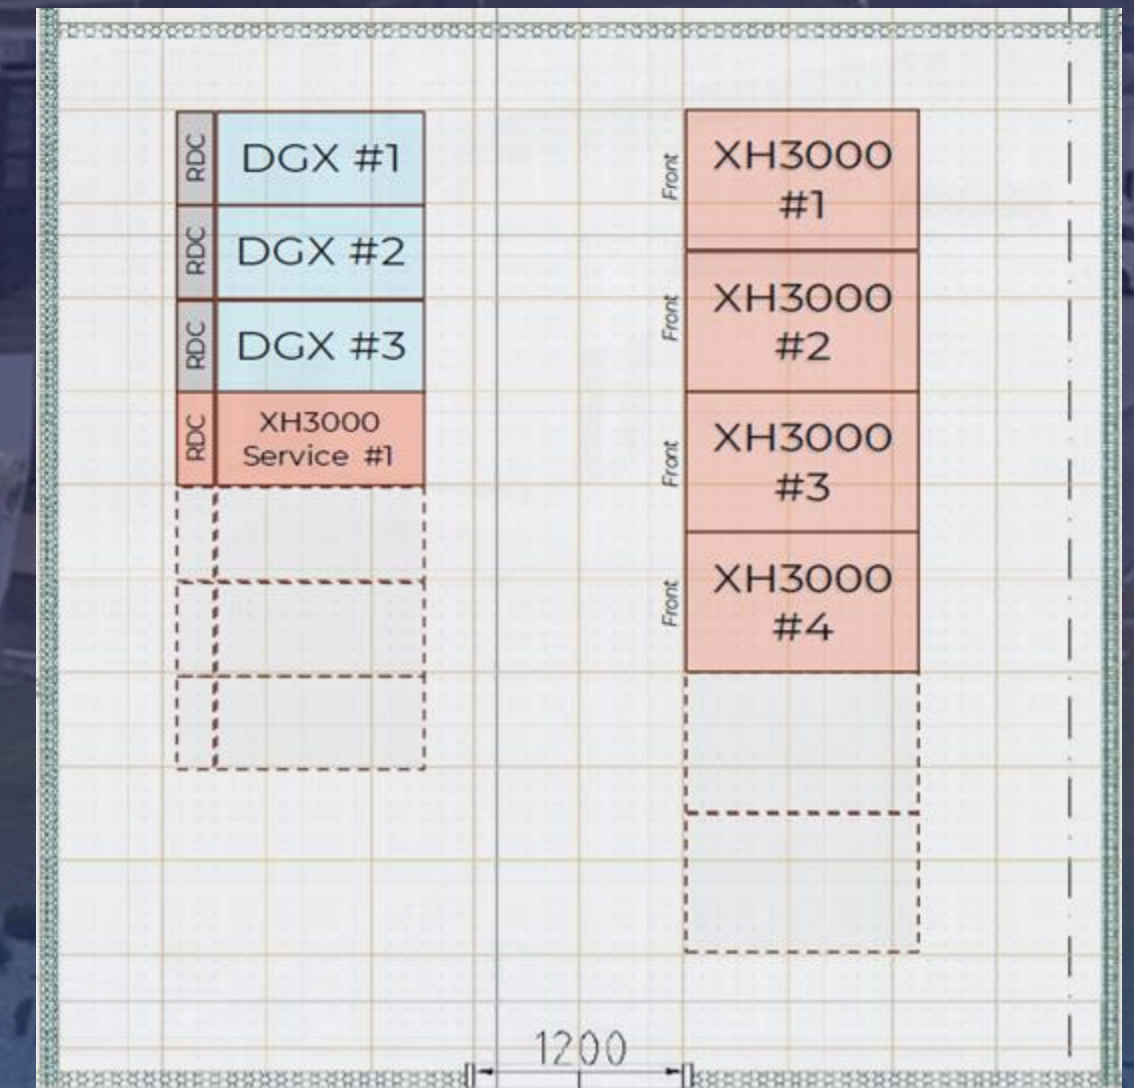 RDC
DGX #1
RDC
DGX #2
RDC
DGX #3
RDC
XH3000
Service #1
Front
XH3000
#1
Front
XH3000
#2
Front
XH3000
#3
Front
XH3000
#4
1200